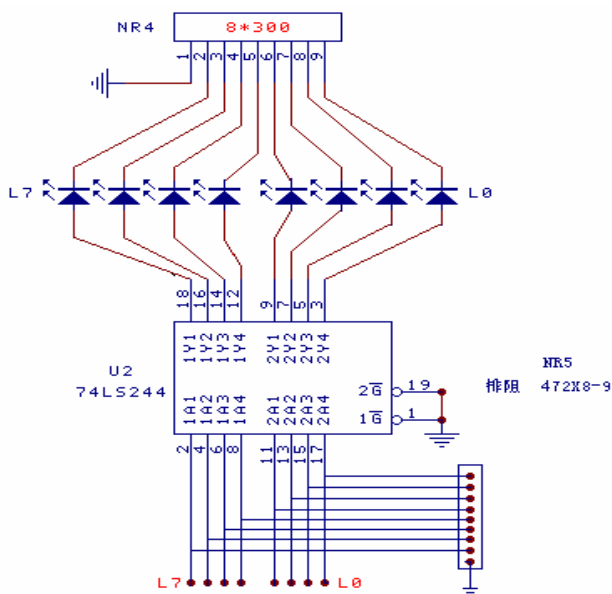 NR4 8*300
1 2 3 4 5 6 7 8 9
L7 L0
18 16 14 12 9 7 5 3
1Y1 1Y2 1Y3 1Y4 2Y1 2Y2 2Y3 2Y4
U2
74LS244
2G 19
1G 1
1A1 1A2 1A3 1A4 2A1 2A2 2A3 2A4
2 4 6 8 11 13 15 17
NR5
排阻 472X8-9
L7 L0